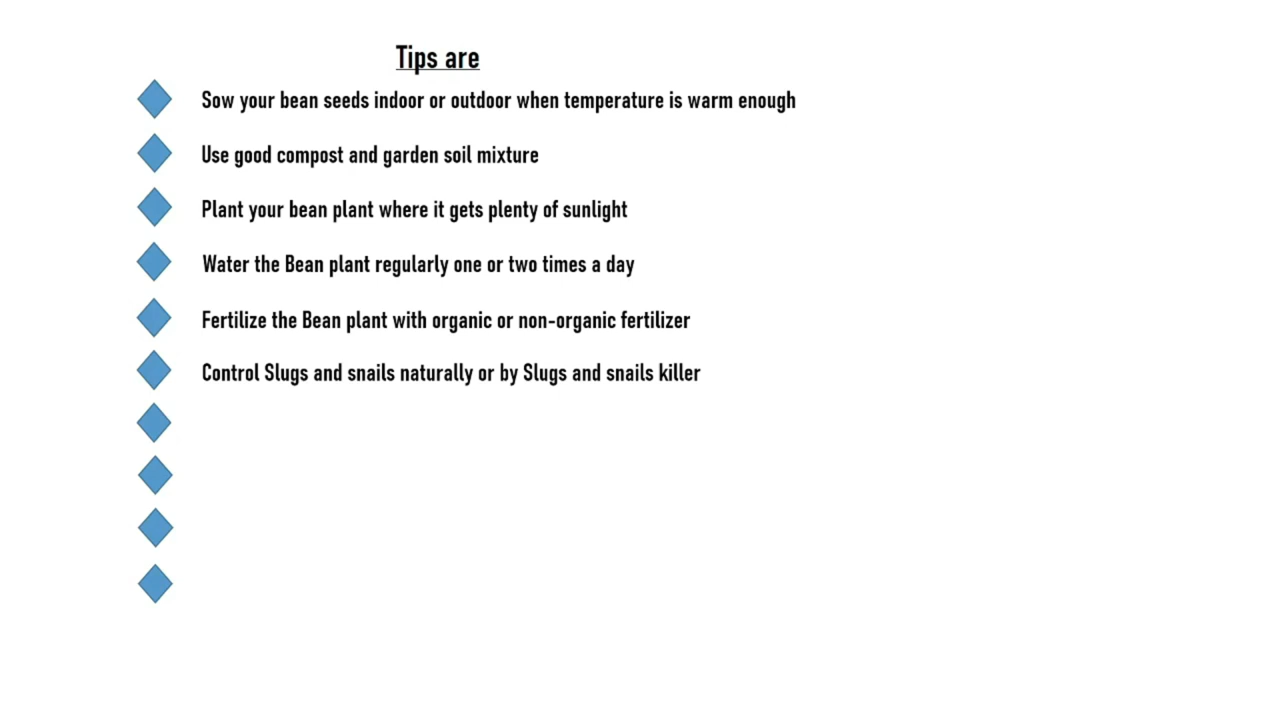 Tips are
Sow your bean seeds indoor or outdoor when temperature is warm enough
Use good compost and garden soil mixture
Plant your bean plant where it gets plenty of sunlight
Water the Bean plant regularly one or two times a day
Fertilize the Bean plant with organic or non-organic fertilizer
Control Slugs and snails naturally or by Slugs and snails killer